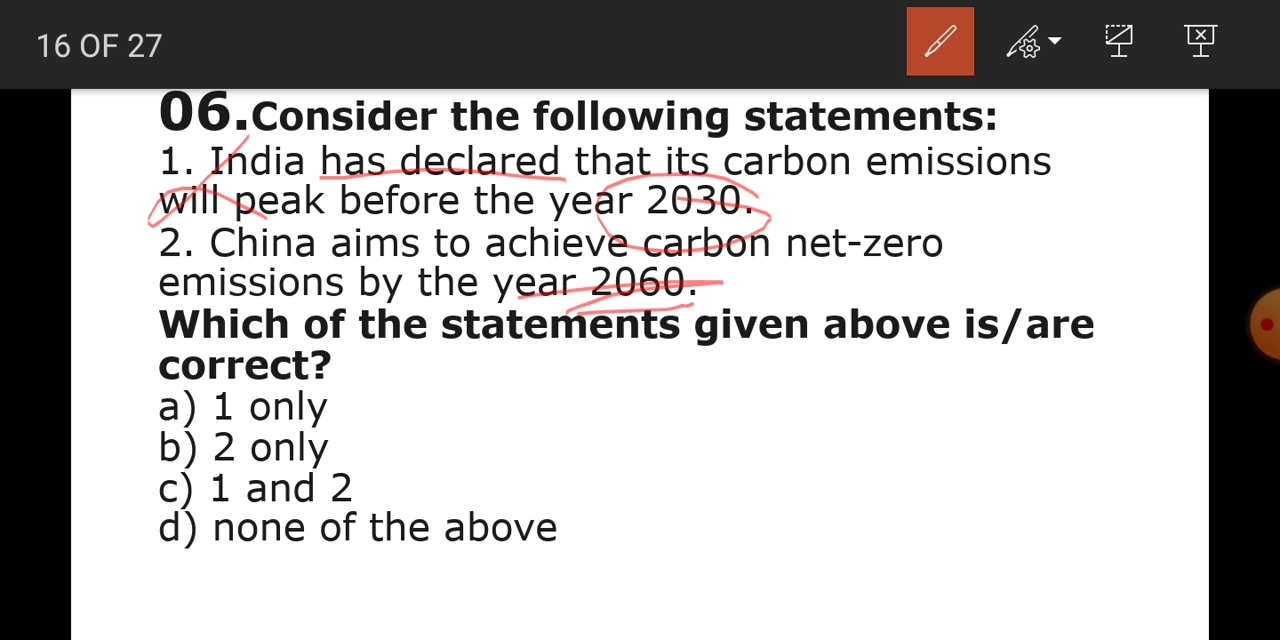 16 OF 27
06.Consider the following statements:
1. India has declared that its carbon emissions
will peak before the year 2030.
2. China aims to achieve carbon net-zero
emissions by the year 2060.
Which of the statements given above is/are
correct?
a) 1 only
b) 2 only
c) 1 and 2
d) none of the above